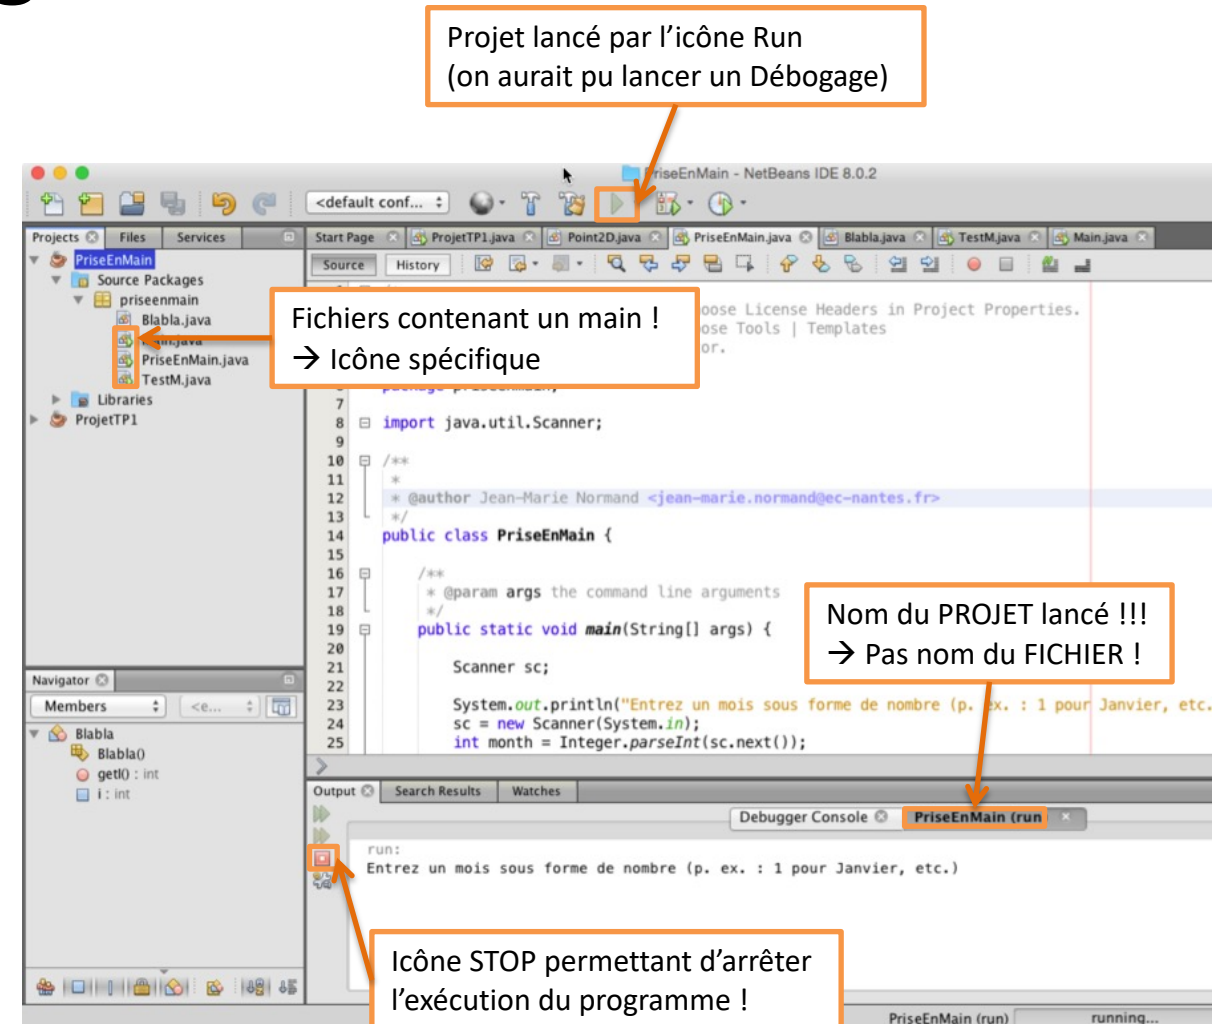 Projet lancé par l’icône Run
(on aurait pu lancer un Débogage)
PriseEnMain - NetBeans IDE 8.0.2
<default conf...
Projects Files Services
Start Page ProjetTP1.java Point2D.java PriseEnMain.java Blabla.java TestM.java Main.java
PriseEnMain
Source Packages
priseenmain
Blabla.java
Main.java
PriseEnMain.java
TestM.java
Libraries
ProjetTP1
Source History
Fichiers contenant un main !
→ Icône spécifique
oose License Headers in Project Properties.
ose Tools | Templates
or.
package priseenmain;
7
8 import java.util.Scanner;
9
10 /**
11 *
12 * @author Jean-Marie Normand <jean-marie.normand@ec-nantes.fr>
13 */
14 public class PriseEnMain {
15
16 /**
17 * @param args the command line arguments
18 */
19 public static void main(String[] args) {
20
21 Scanner sc;
22
23 System.out.println("Entrez un mois sous forme de nombre (p. ex. : 1 pour Janvier, etc.
24 sc = new Scanner(System.in);
25 int month = Integer.parseInt(sc.next());
Nom du PROJET lancé !!!
→ Pas nom du FICHIER !
Navigator
Members <e...
Blabla
Blabla()
getI() : int
i : int
Output Search Results Watches
Debugger Console PriseEnMain (run
run:
Entrez un mois sous forme de nombre (p. ex. : 1 pour Janvier, etc.)
Icône STOP permettant d’arrêter
l’exécution du programme !
PriseEnMain (run) running...